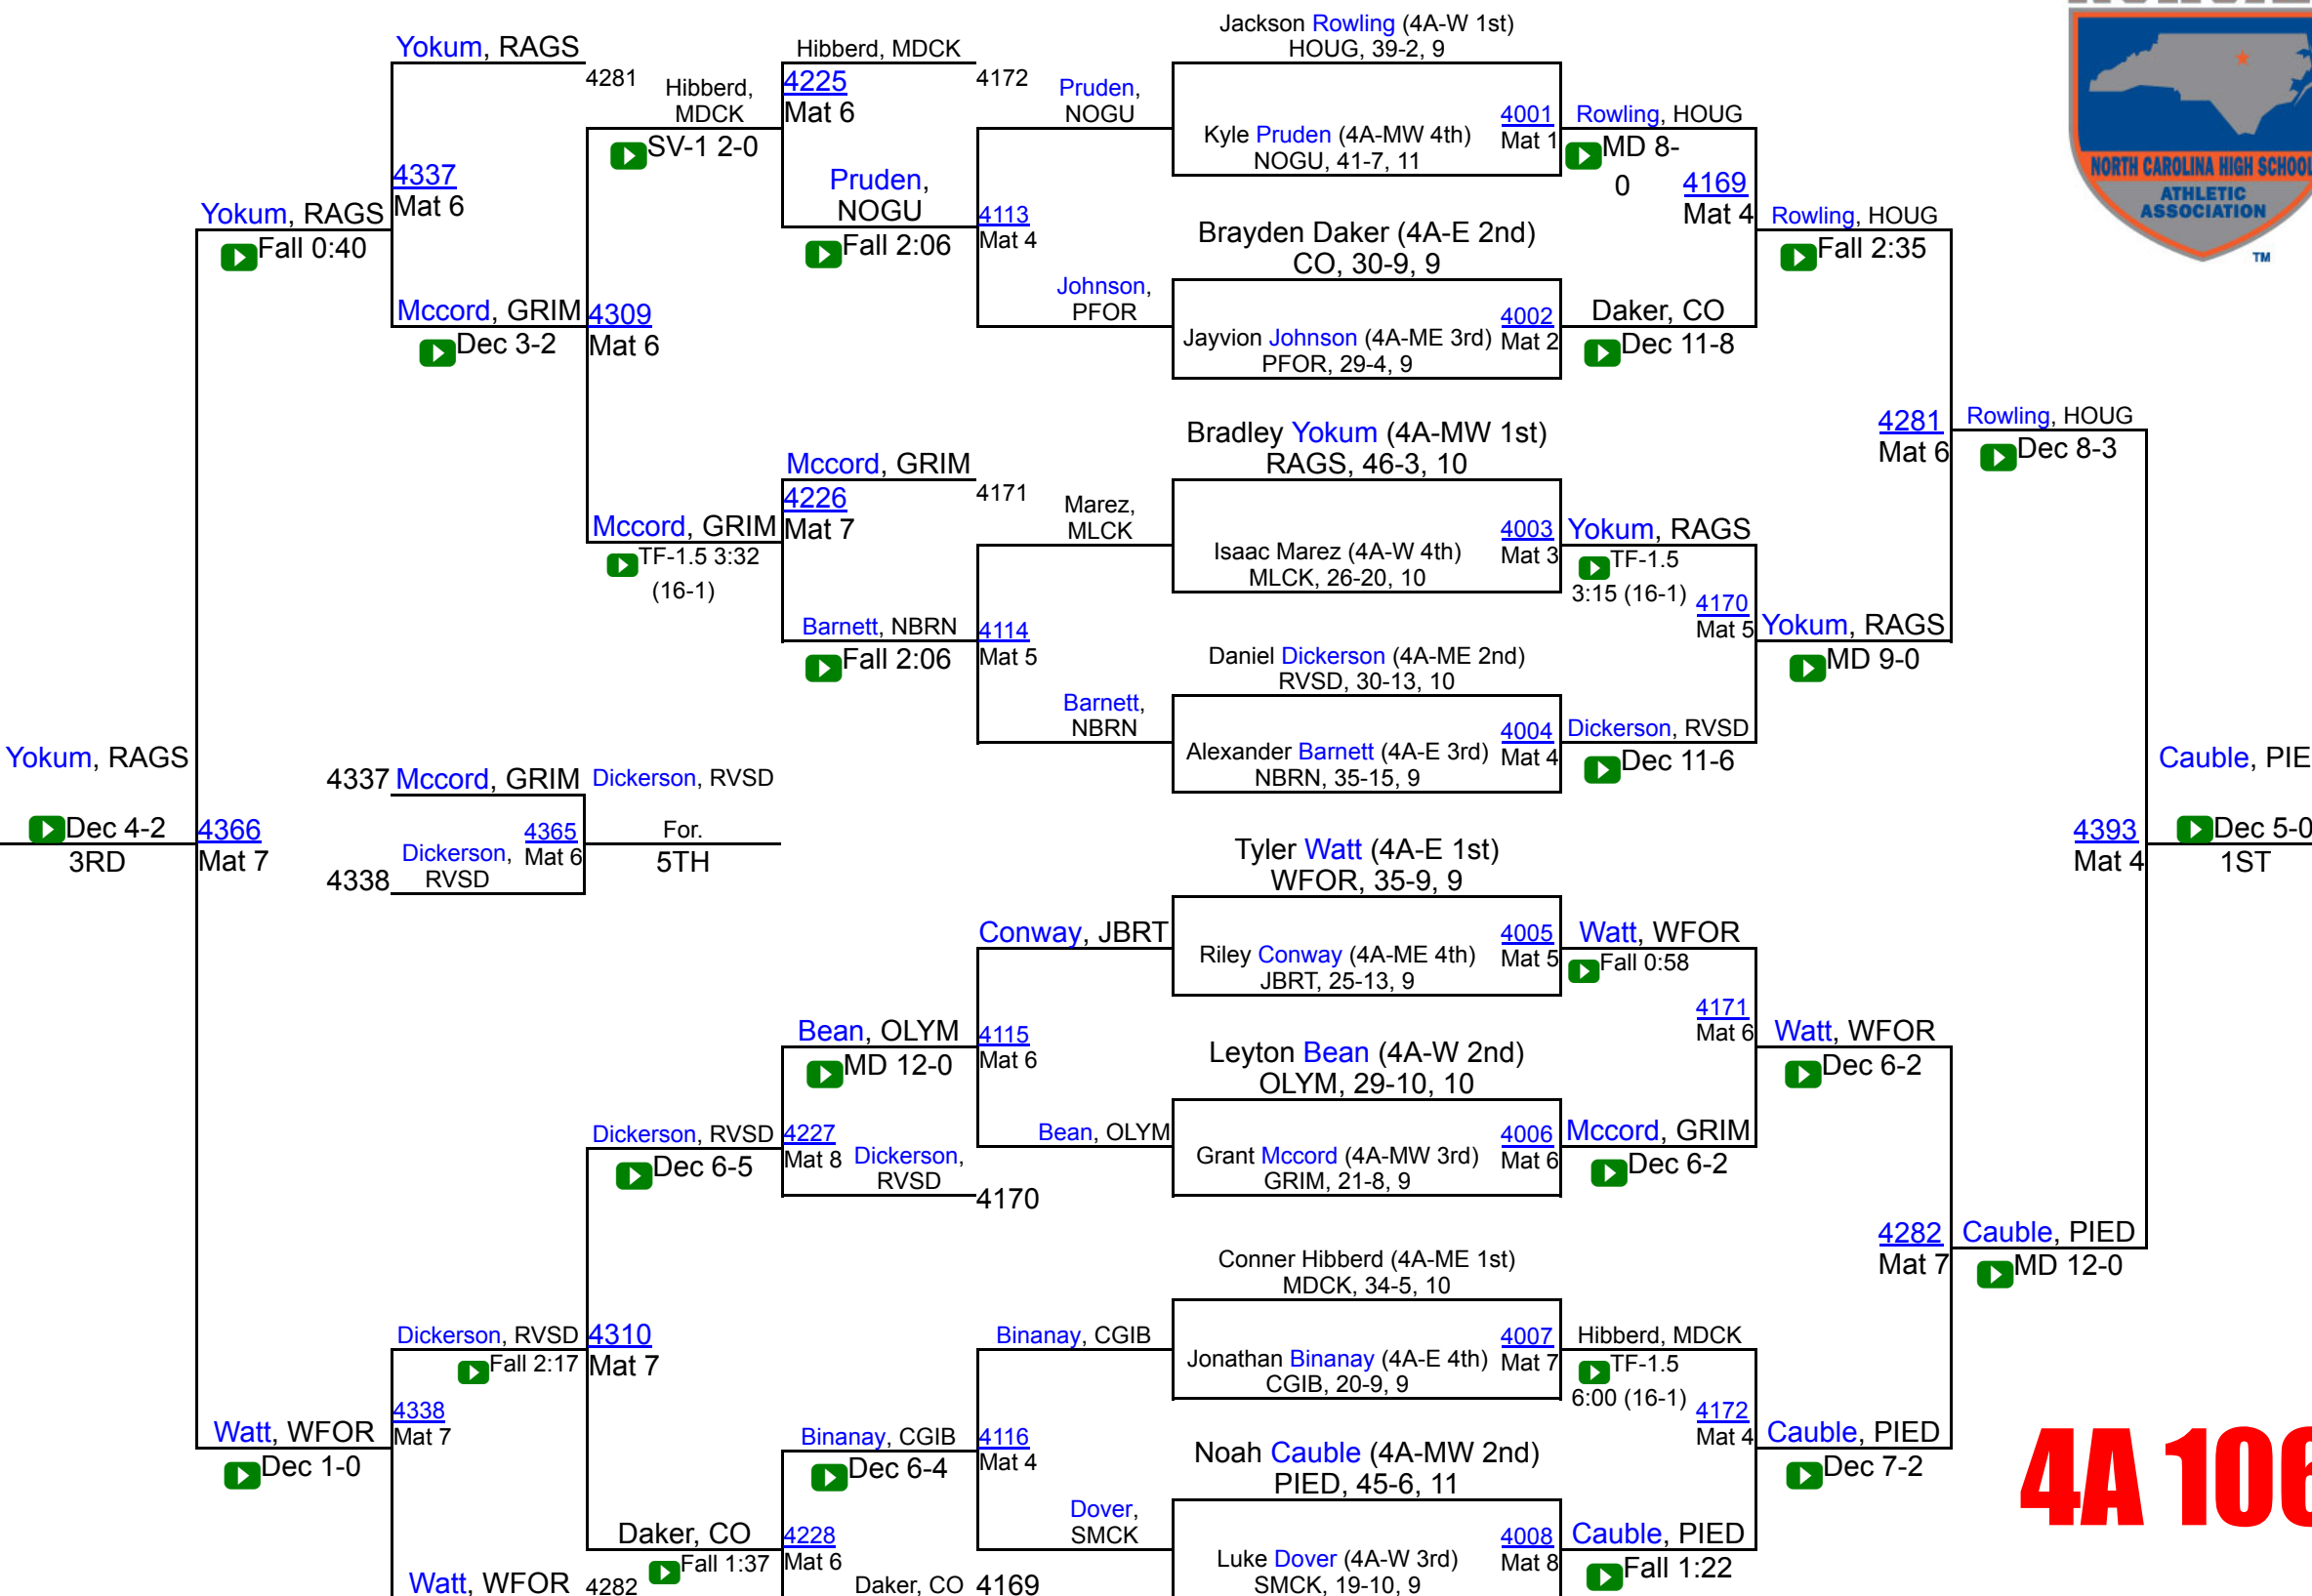 Yokum, RAGS
4281
4337
Mat 6
Yokum, RAGS
Fall 0:40
Mccord, GRIM
Dec 3-2
Hibberd,
MDCK
SV-1 2-0
4309
Mat 6
Mccord, GRIM
TF-1.5 3:32
(16-1)
Hibberd, MDCK
4172
4225
Mat 6
Pruden,
NOGU
Fall 2:06
4113
Mat 4
Pruden,
NOGU
Johnson,
PFOR
Mccord, GRIM
4171
4226
Mat 7
Barnett, NBRN
Fall 2:06
4114
Mat 5
Marez,
MLCK
Barnett,
NBRN
Jackson Rowling (4A-W 1st)
HOUG, 39-2, 9
Kyle Pruden (4A-MW 4th)
NOGU, 41-7, 11
4001
Mat 1
Rowling, HOUG
MD 8-
0
Brayden Daker (4A-E 2nd)
CO, 30-9, 9
Jayvion Johnson (4A-ME 3rd)
PFOR, 29-4, 9
4002
Mat 2
Daker, CO
Dec 11-8
4169
Mat 4
Rowling, HOUG
Fall 2:35
Bradley Yokum (4A-MW 1st)
RAGS, 46-3, 10
Isaac Marez (4A-W 4th)
MLCK, 26-20, 10
4003
Mat 3
Yokum, RAGS
TF-1.5
3:15 (16-1)
Daniel Dickerson (4A-ME 2nd)
RVSD, 30-13, 10
Alexander Barnett (4A-E 3rd)
NBRN, 35-15, 9
4004
Mat 4
Dickerson, RVSD
Dec 11-6
4170
Mat 5
Yokum, RAGS
MD 9-0
4281
Mat 6
Rowling, HOUG
Dec 8-3
NORTH CAROLINA HIGH SCHOOL
ATHLETIC
ASSOCIATION
TM
Yokum, RAGS
Dec 4-2
3RD
4366
Mat 7
4337 Mccord, GRIM
4338
Dickerson,
RVSD
4365
Mat 6
Dickerson, RVSD
For.
5TH
Cauble, PIE
4393
Mat 4
Dec 5-0
1ST
Tyler Watt (4A-E 1st)
WFOR, 35-9, 9
Riley Conway (4A-ME 4th)
JBRT, 25-13, 9
4005
Mat 5
Watt, WFOR
Fall 0:58
Leyton Bean (4A-W 2nd)
OLYM, 29-10, 10
Grant Mccord (4A-MW 3rd)
GRIM, 21-8, 9
4006
Mat 6
Mccord, GRIM
Dec 6-2
4171
Mat 6
Watt, WFOR
Dec 6-2
Conway, JBRT
Bean, OLYM
4115
Mat 6
Bean, OLYM
MD 12-0
Dickerson, RVSD
Dec 6-5
4227
Mat 8
Dickerson,
RVSD
4170
Conner Hibberd (4A-ME 1st)
MDCK, 34-5, 10
Jonathan Binanay (4A-E 4th)
CGIB, 20-9, 9
4007
Mat 7
Hibberd, MDCK
TF-1.5
6:00 (16-1)
Noah Cauble (4A-MW 2nd)
PIED, 45-6, 11
Luke Dover (4A-W 3rd)
SMCK, 19-10, 9
4008
Mat 8
Cauble, PIED
Fall 1:22
4172
Mat 4
Cauble, PIED
Dec 7-2
4282
Mat 7
Cauble, PIED
MD 12-0
Binanay, CGIB
Dover,
SMCK
4116
Mat 4
Binanay, CGIB
Dec 6-4
4228
Mat 6
Daker, CO 4169
Daker, CO
Fall 1:37
Dickerson, RVSD
Fall 2:17
4310
Mat 7
4338
Mat 7
Watt, WFOR
Dec 1-0
Watt, WFOR 4282
4A 106